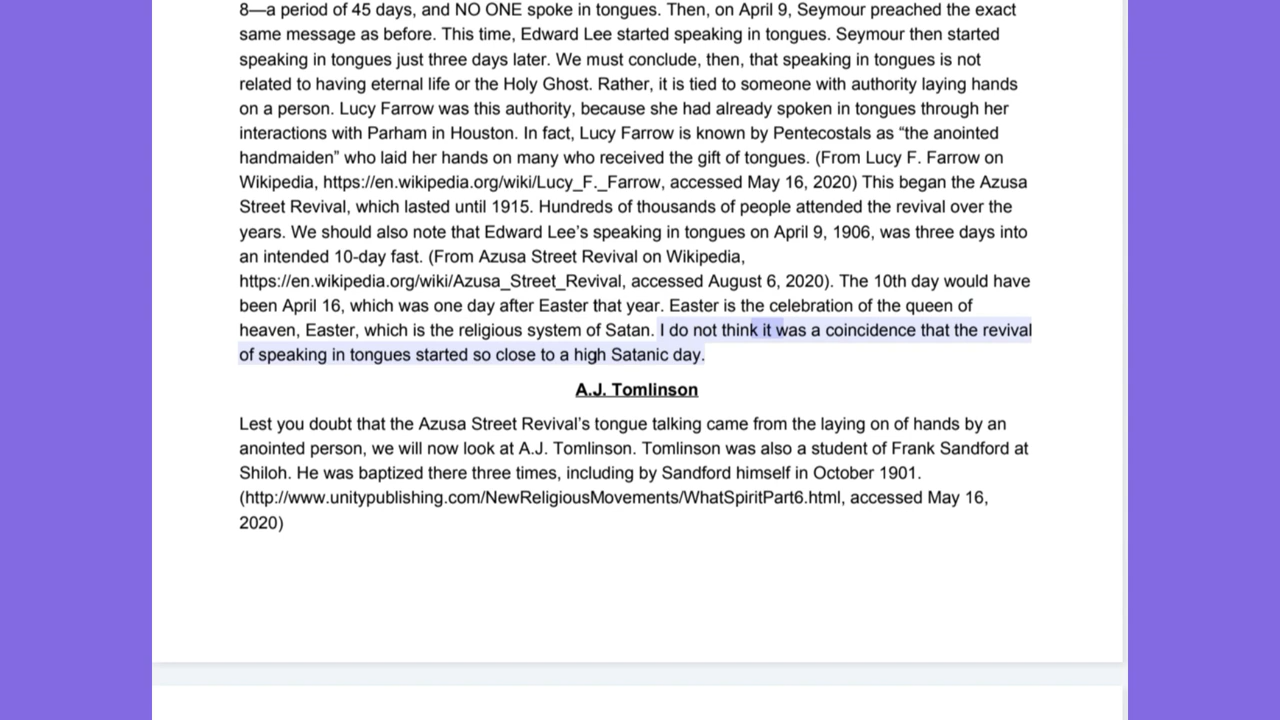 8—a period of 45 days, and NO ONE spoke in tongues. Then, on April 9, Seymour preached the exact
same message as before. This time, Edward Lee started speaking in tongues. Seymour then started
speaking in tongues just three days later. We must conclude, then, that speaking in tongues is not
related to having eternal life or the Holy Ghost. Rather, it is tied to someone with authority laying hands
on a person. Lucy Farrow was this authority, because she had already spoken in tongues through her
interactions with Parham in Houston. In fact, Lucy Farrow is known by Pentecostals as “the anointed
handmaiden” who laid her hands on many who received the gift of tongues. (From Lucy F. Farrow on
Wikipedia, https://en.wikipedia.org/wiki/Lucy_F._Farrow, accessed May 16, 2020) This began the Azusa
Street Revival, which lasted until 1915. Hundreds of thousands of people attended the revival over the
years. We should also note that Edward Lee’s speaking in tongues on April 9, 1906, was three days into
an intended 10-day fast. (From Azusa Street Revival on Wikipedia,
https://en.wikipedia.org/wiki/Azusa_Street_Revival, accessed August 6, 2020). The 10th day would have
been April 16, which was one day after Easter that year. Easter is the celebration of the queen of
heaven, Easter, which is the religious system of Satan. I do not think it was a coincidence that the revival
of speaking in tongues started so close to a high Satanic day.
A.J. Tomlinson
Lest you doubt that the Azusa Street Revival’s tongue talking came from the laying on of hands by an
anointed person, we will now look at A.J. Tomlinson. Tomlinson was also a student of Frank Sandford at
Shiloh. He was baptized there three times, including by Sandford himself in October 1901.
(http://www.unitypublishing.com/NewReligiousMovements/WhatSpiritPart6.html, accessed May 16,
2020)